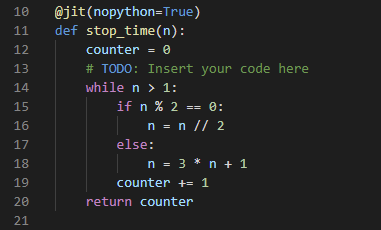 10 @jit(nopython=True)
11 def stop_time(n):
12     counter = 0
13     # TODO: Insert your code here
14     while n > 1:
15         if n % 2 == 0:
16             n = n // 2
17         else:
18             n = 3 * n + 1
19         counter += 1
20     return counter
21